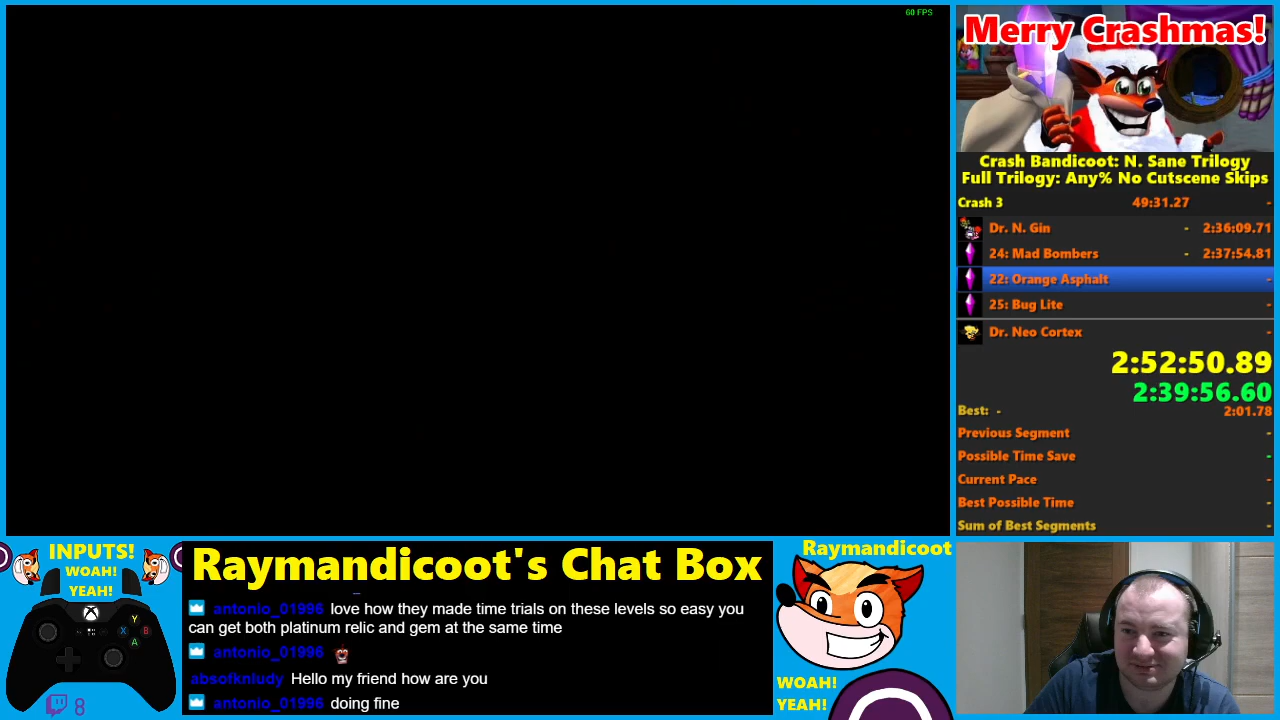 60 FPS
Merry Crashmas!
Crash Bandicoot: N. Sane Trilogy
Full Trilogy: Any% No Cutscene Skips
Crash 3 49:31.27 -
Dr. N. Gin - 2:36:09.71
24: Mad Bombers - 2:37:54.81
22: Orange Asphalt -
25: Bug Lite -
Dr. Neo Cortex -
2:52:50.89
2:39:56.60
Best: - 2:01.78
Previous Segment -
Possible Time Save -
Current Pace -
Best Possible Time -
Sum of Best Segments -
INPUTS!
WOAH!
YEAH!
Y
X B
A
8
Raymandicoot's Chat Box
antonio_01996 love how they made time trials on these levels so easy you
can get both platinum relic and gem at the same time
antonio_01996
absofknludy Hello my friend how are you
antonio_01996 doing fine
Raymandicoot
WOAH!
YEAH!